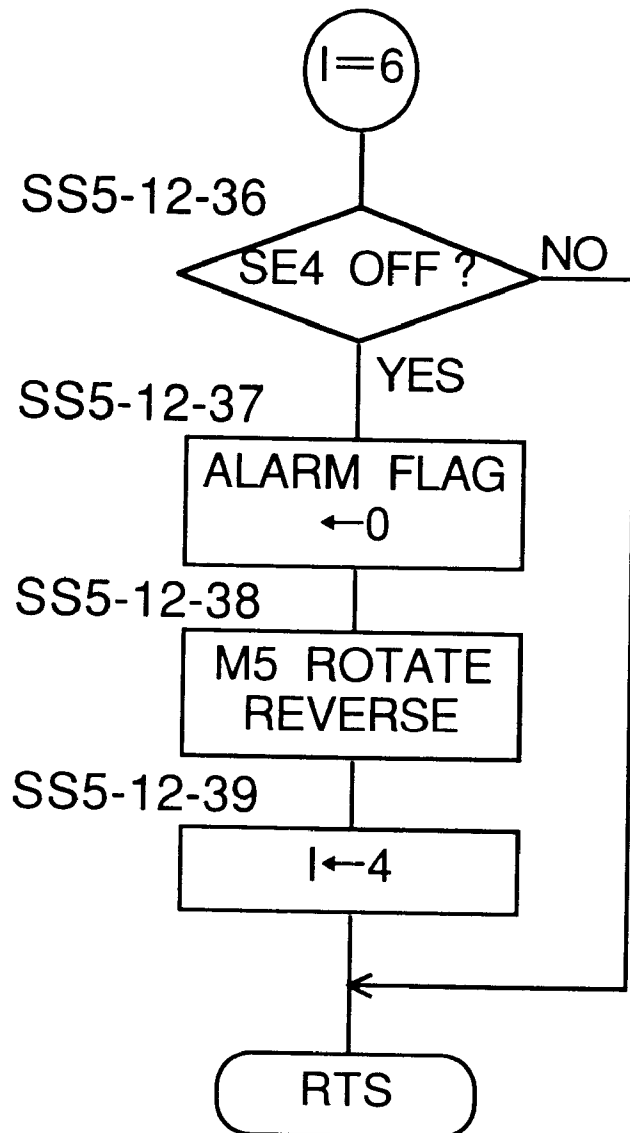 I=6
SS5-12-36
SE4 OFF ?
NO
YES
SS5-12-37
ALARM FLAG
←0
SS5-12-38
M5 ROTATE
REVERSE
SS5-12-39
I←4
RTS